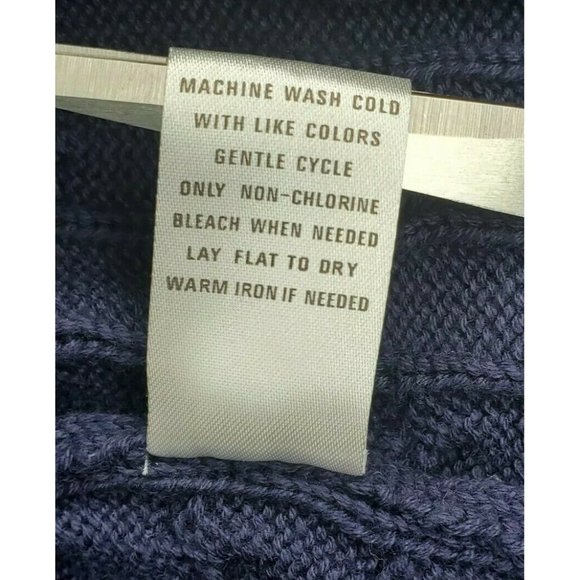 MACHINE WASH COLD
WITH LIKE COLORS
GENTLE CYCLE
ONLY NON-CHLORINE
BLEACH WHEN NEEDED
LAY FLAT TO DRY
WARM IRON IF NEEDED